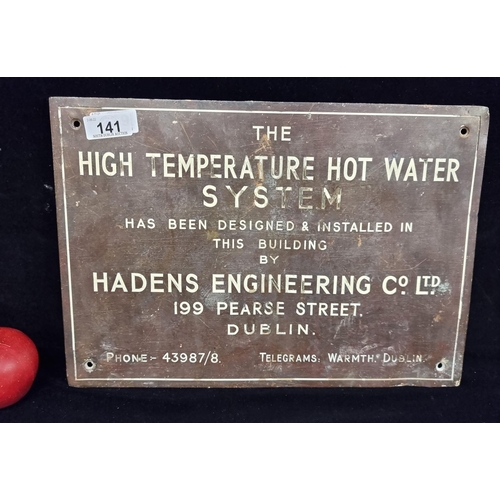 141
THE
HIGH TEMPERATURE HOT WATER
SYSTEM
HAS BEEN DESIGNED & INSTALLED IN
THIS BUILDING
BY
HADENS ENGINEERING Co LTD.
199 PEARSE STREET.
DUBLIN.
PHONE:- 43987/8. TELEGRAMS: WARMTH. DUBLIN.